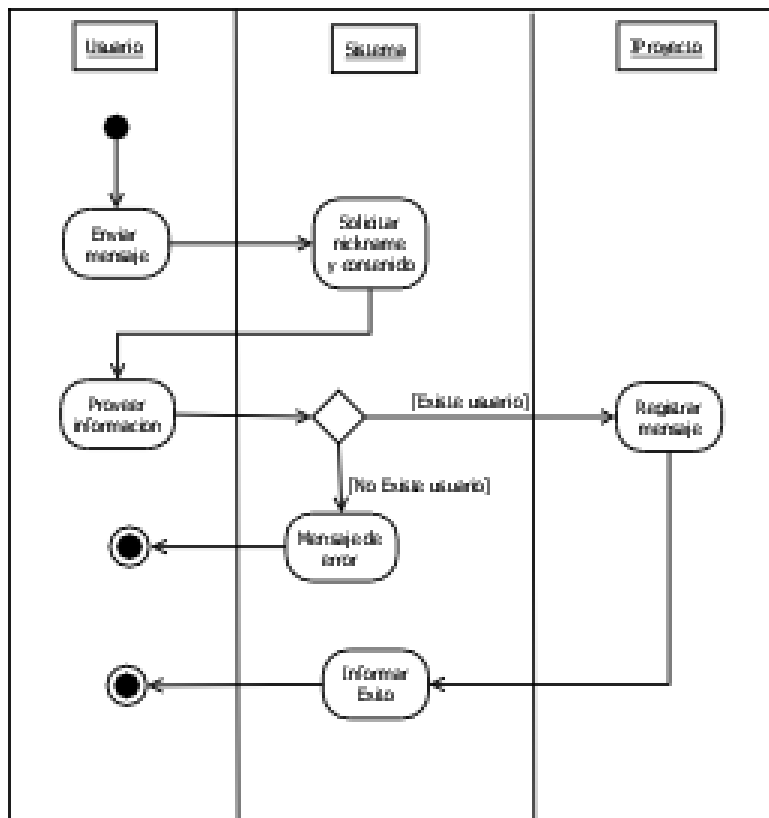 Usuario
Sistema
IProyecto
Enviar
mensaje
Solicitar
nickname
y contenido
Proveer
informacion
[Existe usuario]
Registrar
mensaje
[No Existe usuario]
Mensaje de
error
Informar
Exito